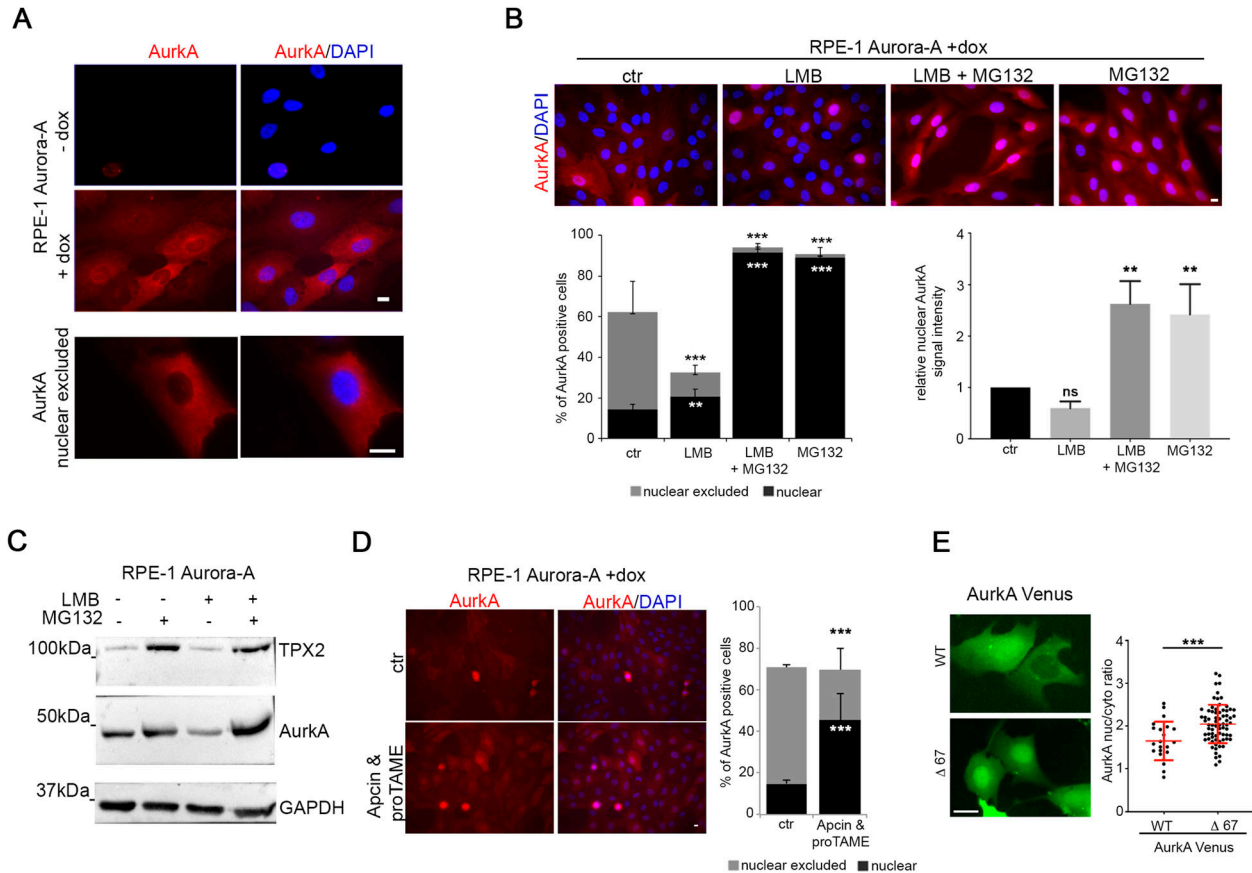 A
AurkA
AurkA/DAPI
RPE-1 Aurora-A
- dox
+ dox
AurkA
nuclear excluded
B
RPE-1 Aurora-A +dox
ctr
LMB
LMB + MG132
MG132
AurkA/DAPI
% of AurkA positive cells
100
80
60
40
20
0
***
**
***
***
***
***
ctr
LMB
LMB
+ MG132
MG132
nuclear excluded
nuclear
relative nuclear AurkA
signal intensity
4
3
2
1
0
ns
**
**
ctr
LMB
LMB
+ MG132
MG132
C
RPE-1 Aurora-A
LMB - - + +
MG132 - + - +
100kDa
TPX2
50kDa
AurkA
37kDa
GAPDH
D
RPE-1 Aurora-A +dox
AurkA
AurkA/DAPI
ctr
Apcin &
proTAME
% of AurkA positive cells
100
80
60
40
20
0
***
***
ctr
Apcin &
proTAME
nuclear excluded
nuclear
E
AurkA Venus
WT
Δ 67
AurkA nuc/cyto ratio
4
3
2
1
0
***
WT
Δ 67
AurkA Venus